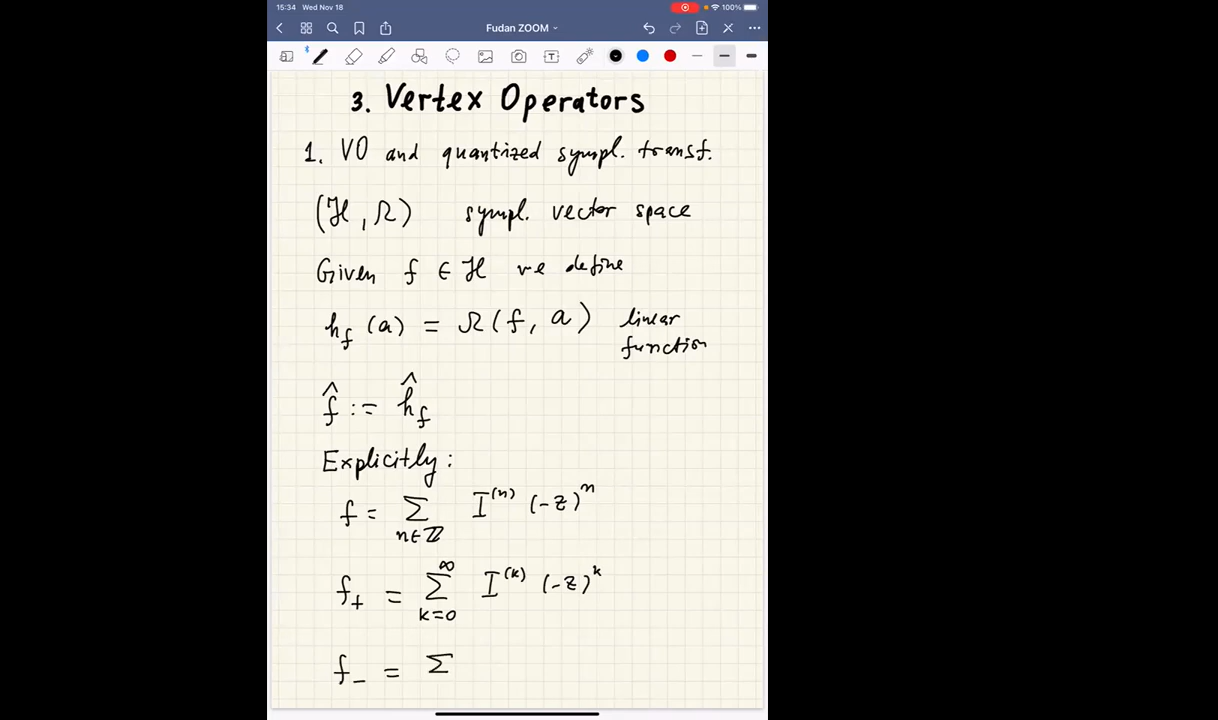 15:34 Wed Nov 18
100%
Fudan ZOOM
3. Vertex Operators
1. VO and quantized sympl. transf.
(ℋ, Ω) sympl. vector space
Given f ∈ ℋ we define
h_f (a) = Ω(f, a) linear
function
f̂ := ĥ_f
Explicitly:
f = Σ_{n∈ℤ} I^{(n)} (-z)^n
f_+ = Σ_{k=0}^∞ I^{(k)} (-z)^k
f_- = Σ